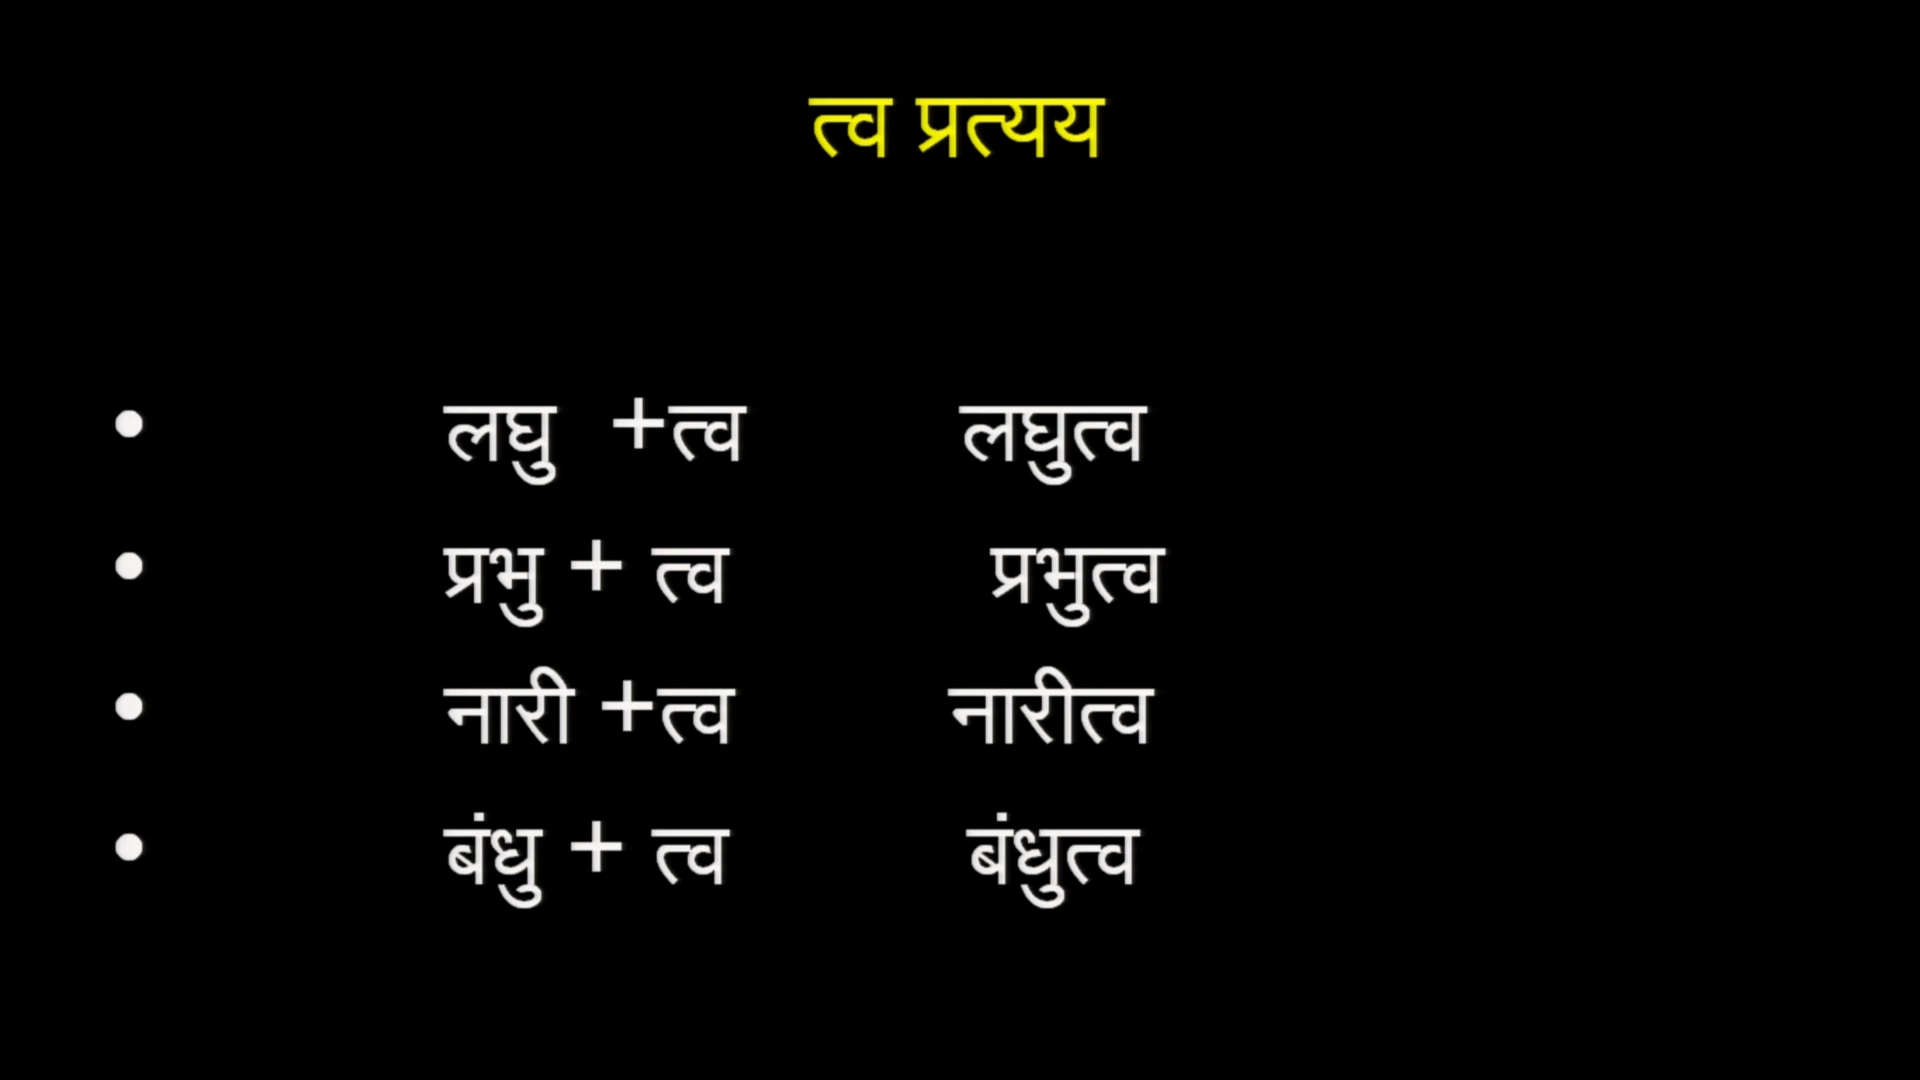 त्व प्रत्यय
• लघु +त्व लघुत्व
• प्रभु + त्व प्रभुत्व
• नारी +त्व नारीत्व
• बंधु + त्व बंधुत्व